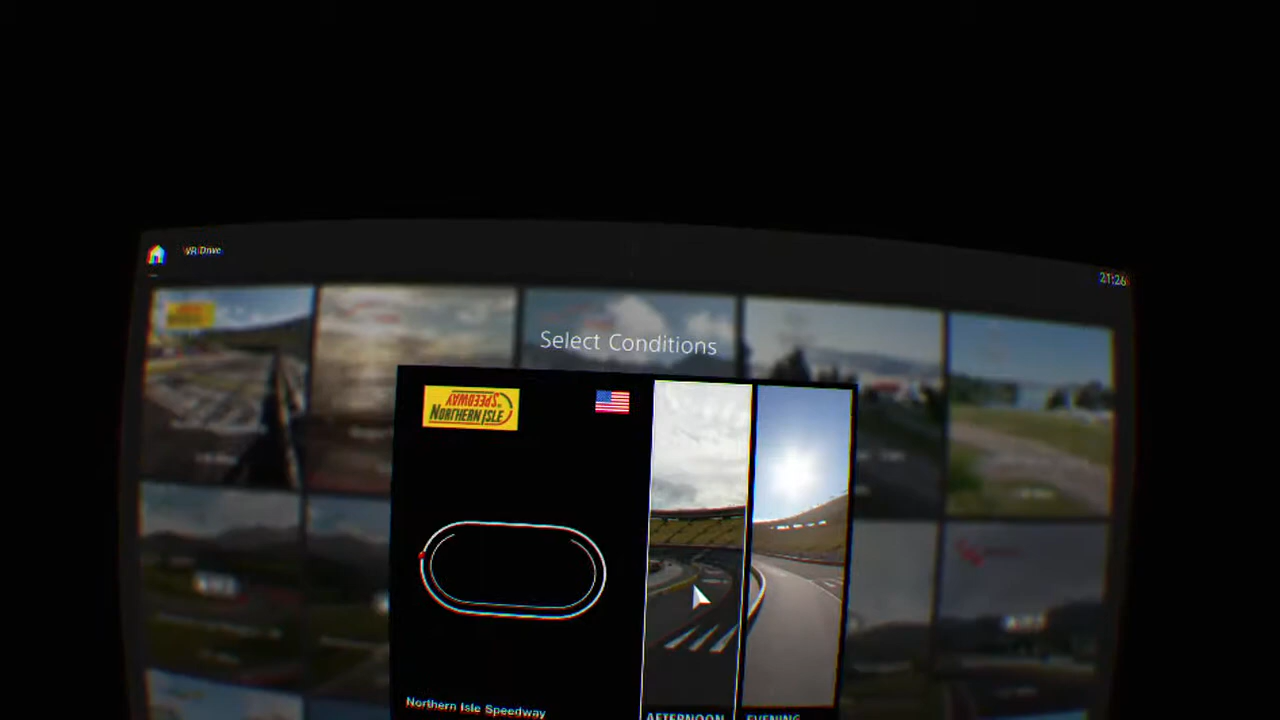 VR Drive
21:26
Select Conditions
SPEEDWAY
NORTHERN ISLE
Northern Isle Speedway
AFTERNOON
EVENING